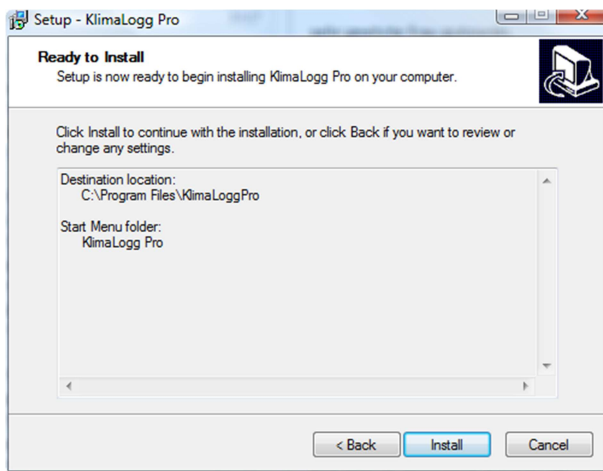 Setup - KlimaLogg Pro
Ready to Install
Setup is now ready to begin installing KlimaLogg Pro on your computer.
Click Install to continue with the installation, or click Back if you want to review or
change any settings.
Destination location:
C:\Program Files\KlimaLoggPro
Start Menu folder:
KlimaLogg Pro
< Back
Install
Cancel